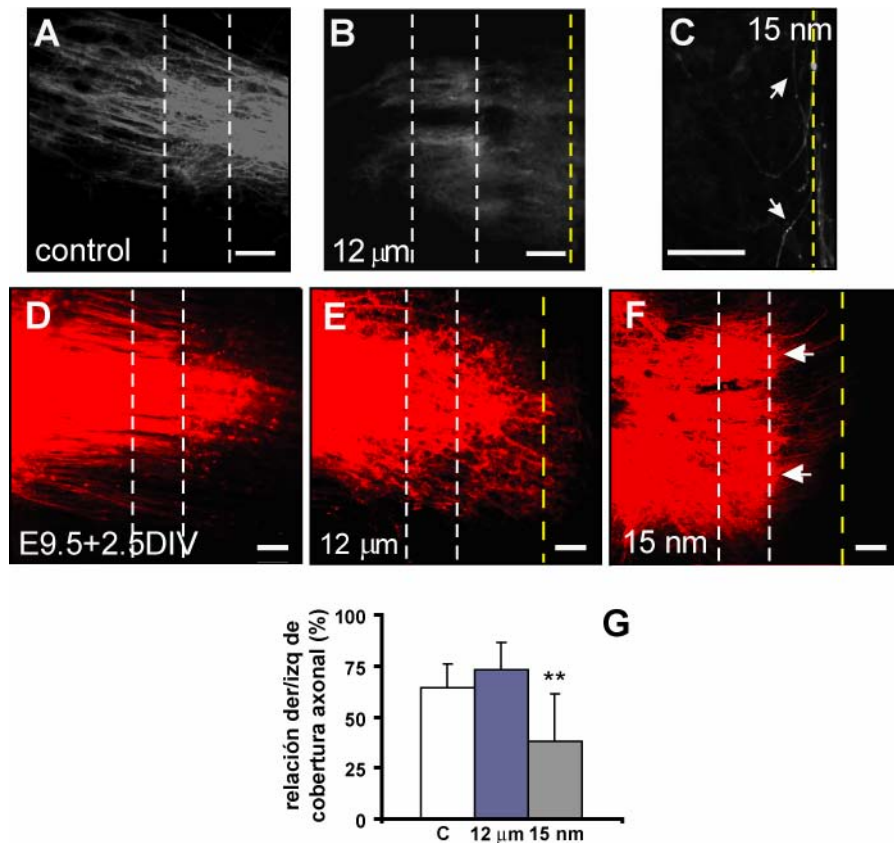 A
control
B
12 μm
C
15 nm
D
E9.5+2.5DIV
E
12 μm
F
15 nm
G
relación der/izq de
cobertura axonal (%)
100
75
50
25
0
**
C
12 μm
15 nm